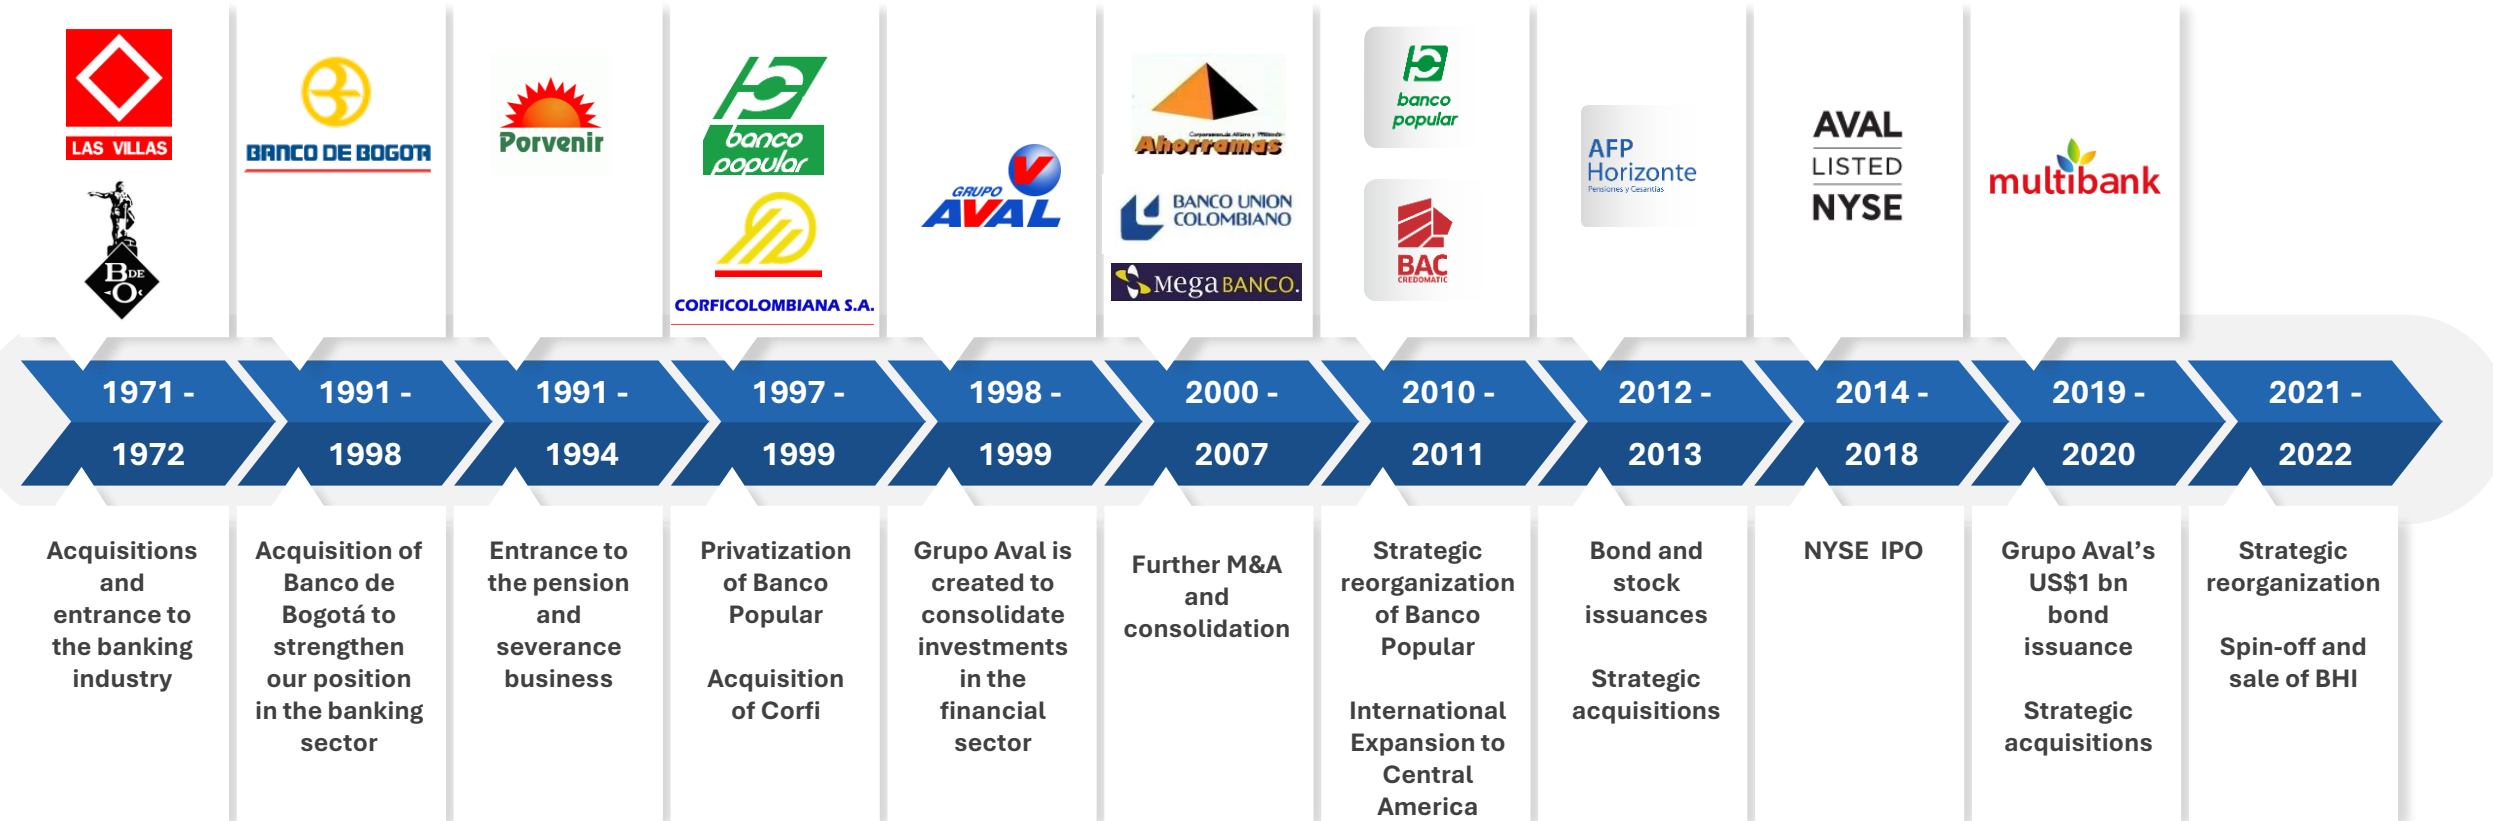 LAS VILLAS
B DE
O
BANCO DE BOGOTA
Porvenir
banco
popular
CORFICOLOMBIANA S.A.
GRUPO
AVAL
Ahorramas
BANCO UNION
COLOMBIANO
MegaBANCO.
banco
popular
BAC
CREDOMATIC
AFP
Horizonte
Pensiones y Cesantías
AVAL
LISTED
NYSE
multibank
1971 -
1972
1991 -
1998
1991 -
1994
1997 -
1999
1998 -
1999
2000 -
2007
2010 -
2011
2012 -
2013
2014 -
2018
2019 -
2020
2021 -
2022
Acquisitions
and
entrance to
the banking
industry
Acquisition of
Banco de
Bogotá to
strengthen
our position
in the banking
sector
Entrance to
the pension
and
severance
business
Privatization
of Banco
Popular
Acquisition
of Corfi
Grupo Aval is
created to
consolidate
investments
in the
financial
sector
Further M&A
and
consolidation
Strategic
reorganization
of Banco
Popular
International
Expansion to
Central
America
Bond and
stock
issuances
Strategic
acquisitions
NYSE IPO
Grupo Aval’s
US$1 bn
bond
issuance
Strategic
acquisitions
Strategic
reorganization
Spin-off and
sale of BHI